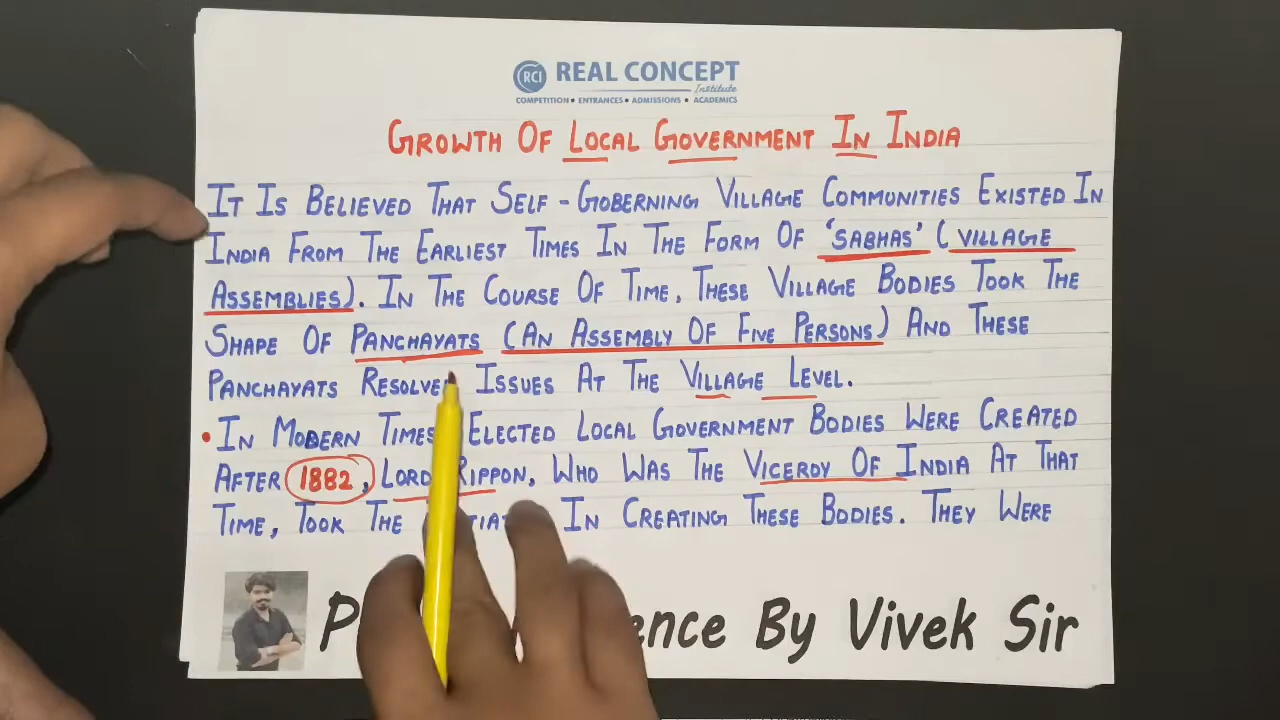 RCI REAL CONCEPT
Institute
COMPETITION • ENTRANCES • ADMISSIONS • ACADEMICS
GROWTH OF LOCAL GOVERNMENT IN INDIA
IT IS BELIEVED THAT SELF - GOBERNING VILLAGE COMMUNITIES EXISTED IN
INDIA FROM THE EARLIEST TIMES IN THE FORM OF 'SABHAS' (VILLAGE
ASSEMBLIES). IN THE COURSE OF TIME, THESE VILLAGE BODIES TOOK THE
SHAPE OF PANCHAYATS (AN ASSEMBLY OF FIVE PERSONS) AND THESE
PANCHAYATS RESOLVE ISSUES AT THE VILLAGE LEVEL.
• IN MODERN TIMES ELECTED LOCAL GOVERNMENT BODIES WERE CREATED
AFTER 1882, LORD RIPPON, WHO WAS THE VICEROY OF INDIA AT THAT
TIME, TOOK THE IN CREATING THESE BODIES. THEY WERE
By Vivek Sir